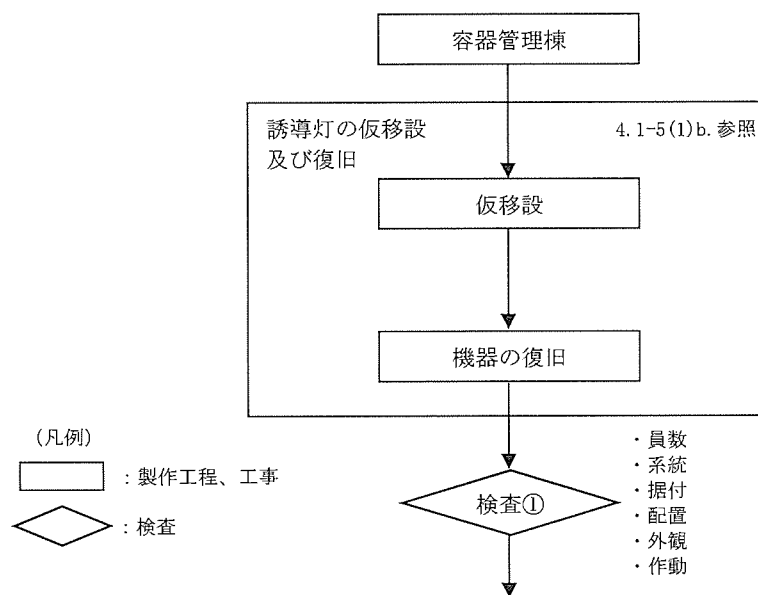 容器管理棟
誘導灯の仮移設
及び復旧
4.1-5(1)b.参照
仮移設
機器の復旧
(凡例)
：製作工程、工事
：検査
検査①
・員数
・系統
・据付
・配置
・外観
・作動